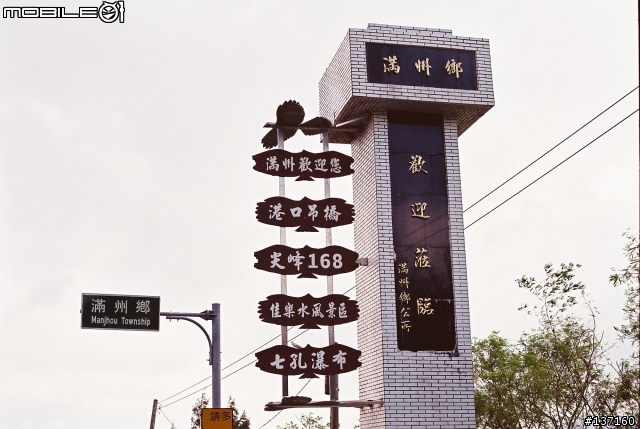 MOBILE01
滿州鄉
歡迎蒞臨
滿州鄉公所
滿州歡迎您
港口吊橋
尖峰168
佳樂水風景區
七孔瀑布
滿州鄉
Manjhou Township
請多
#137160